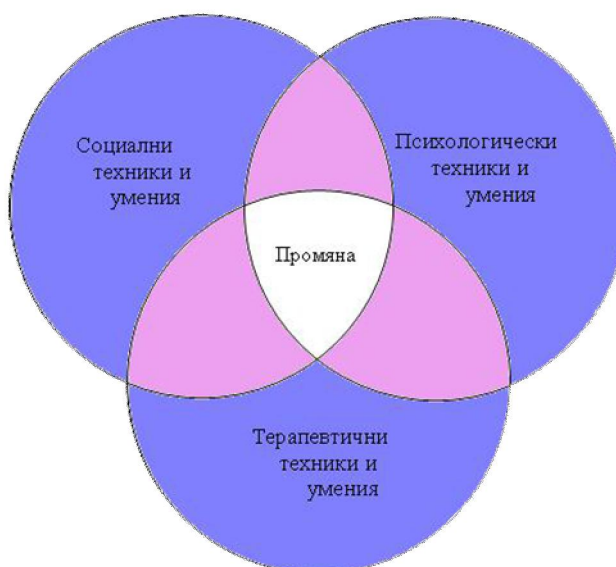 Социални
техники и
умения
Психологически
техники и
умения
Промяна
Терапевтични
техники и
умения